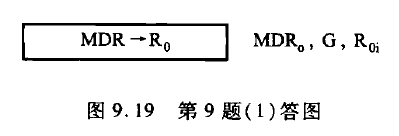 MDR→R₀ MDRₒ, G, R₀ᵢ
图 9.19 第 9 题(1)答图